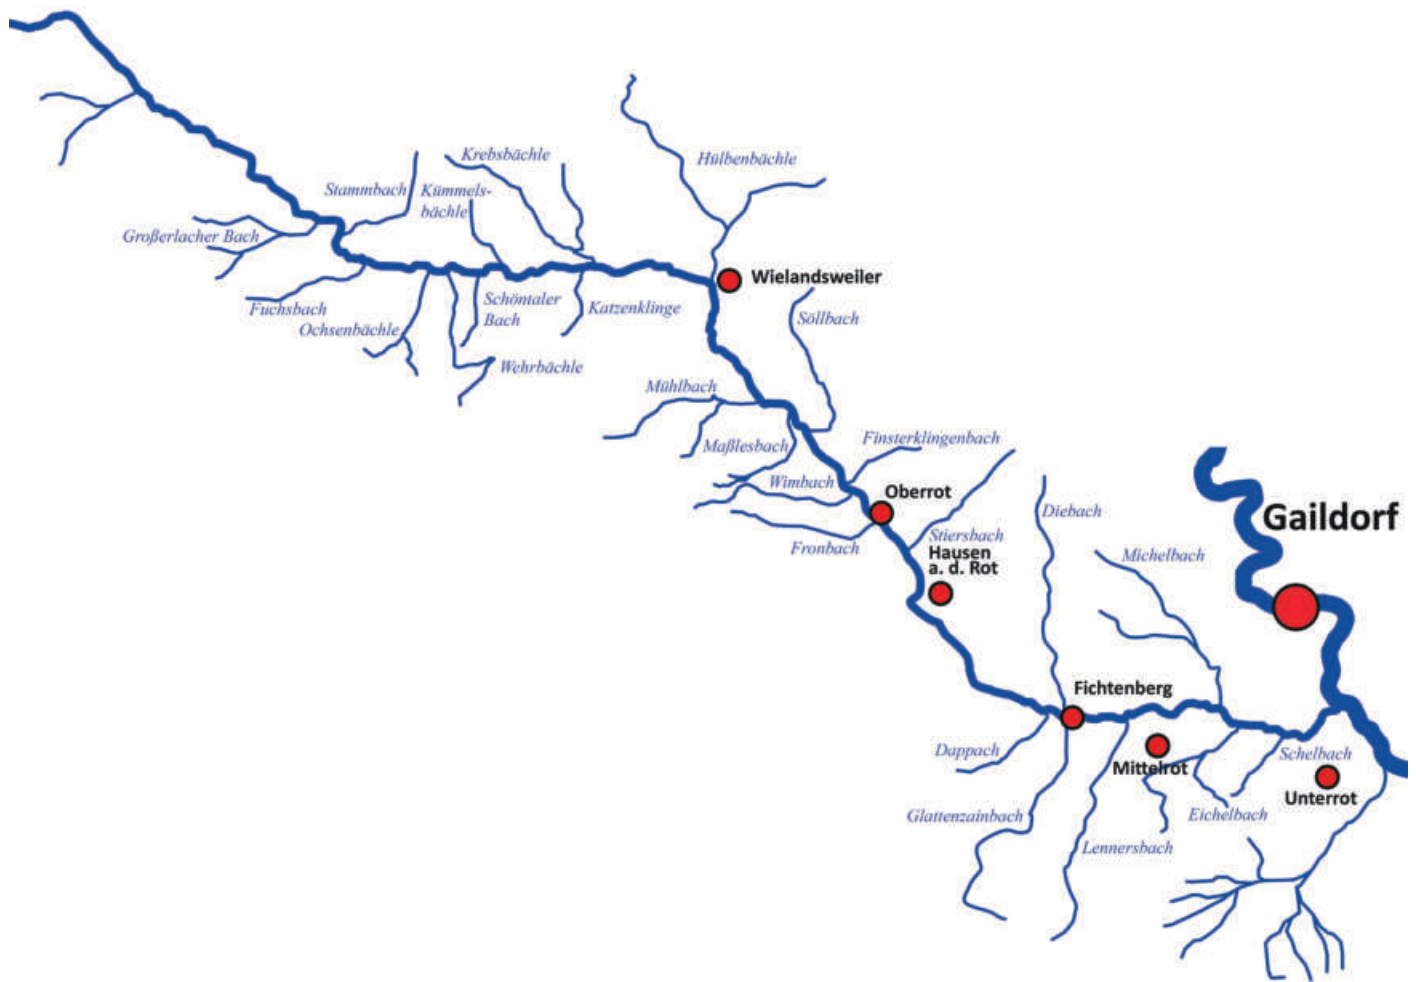 Krebsbächle
Hülbenbächle
Stammbach
Kümmels-
bächle
Großerlacher Bach
Wielandsweiler
Fuchsbach
Schöntaler
Bach
Katzenklinge
Söllbach
Ochsenbächle
Wehrbächle
Mühlbach
Maßlesbach
Finsterklingenbach
Wimbach
Oberrot
Fronbach
Stiersbach
Diebach
Gaildorf
Hausen
a. d. Rot
Michelbach
Fichtenberg
Dappach
Mittelrot
Schelbach
Unterrot
Glattenzainbach
Eichelbach
Lennersbach